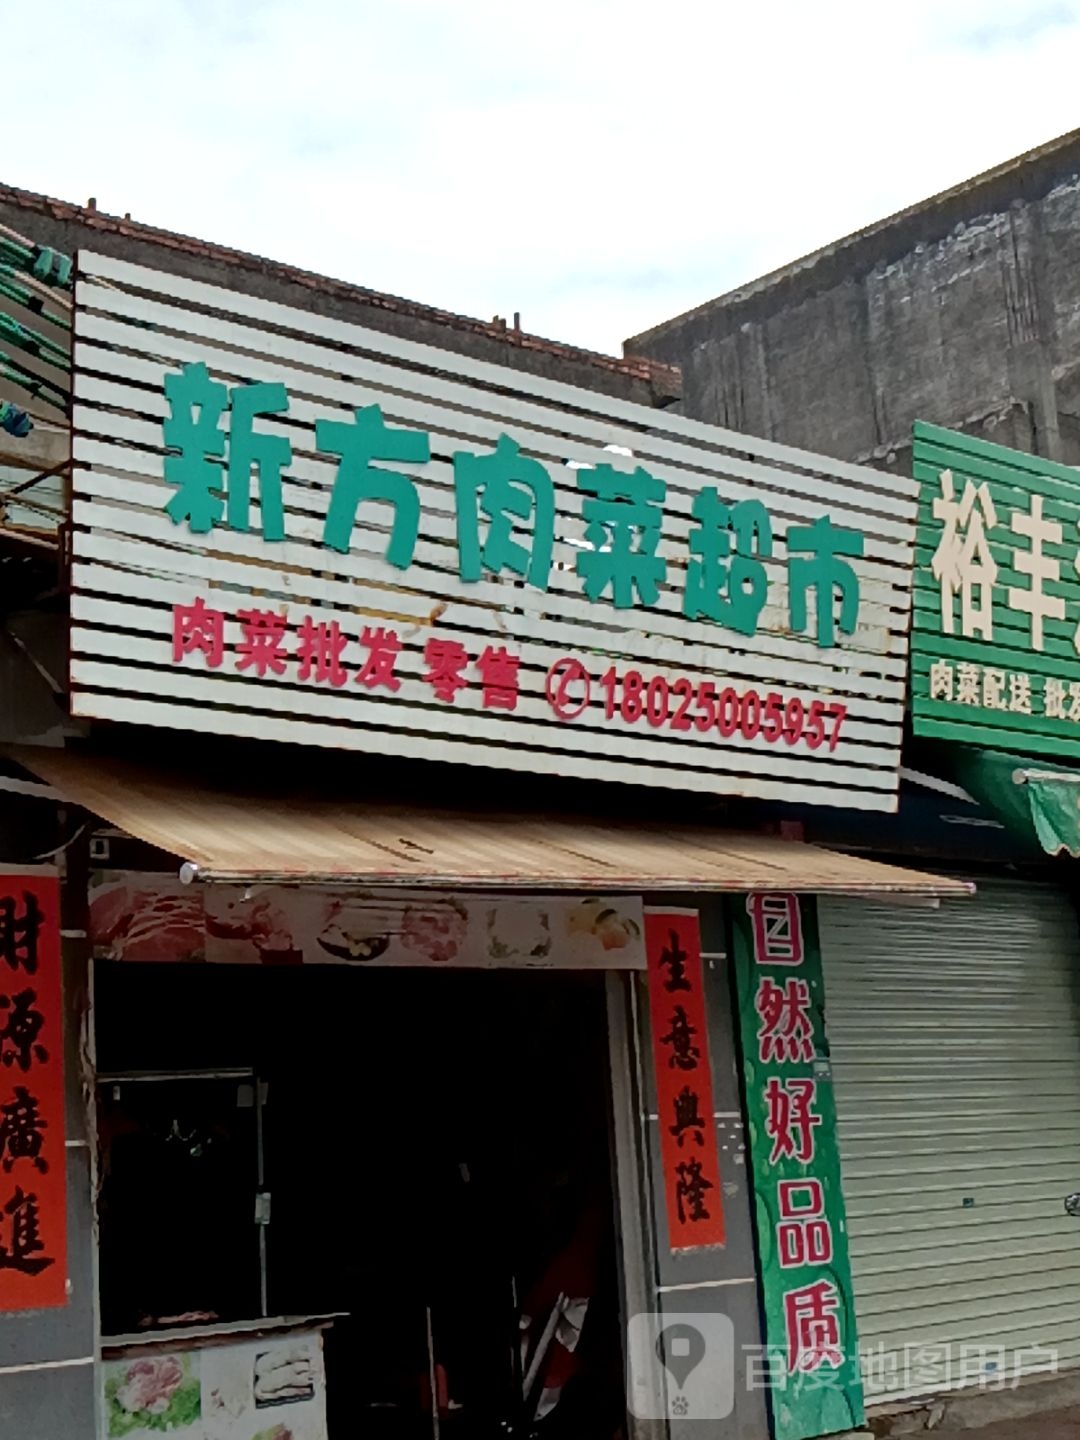 新方肉菜超市
肉菜批发 零售 ✆18025005957
裕丰
肉菜配送 批发
財源廣進
生意興隆
自然好品质
百度地图用户